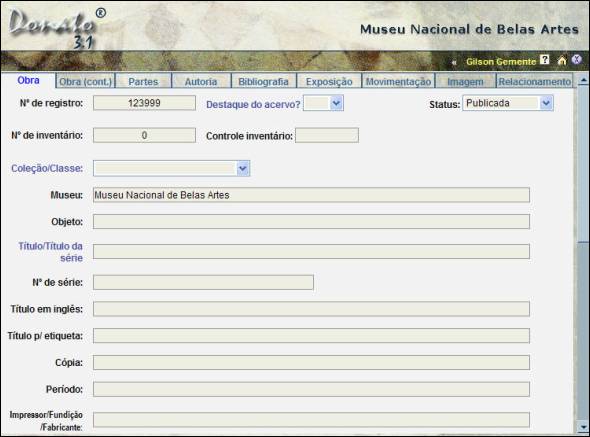 Donato ®
3.1
Museu Nacional de Belas Artes
« Gilson Gemente ?
Obra Obra (cont.) Partes Autoria Bibliografia Exposição Movimentação Imagem Relacionamento
Nº de registro: 123999 Destaque do acervo? Status: Publicada
Nº de inventário: 0 Controle inventário:
Coleção/Classe:
Museu: Museu Nacional de Belas Artes
Objeto:
Título/Título da
série
Nº de série:
Título em inglês:
Título p/ etiqueta:
Cópia:
Período:
Impressor/Fundição
/Fabricante: